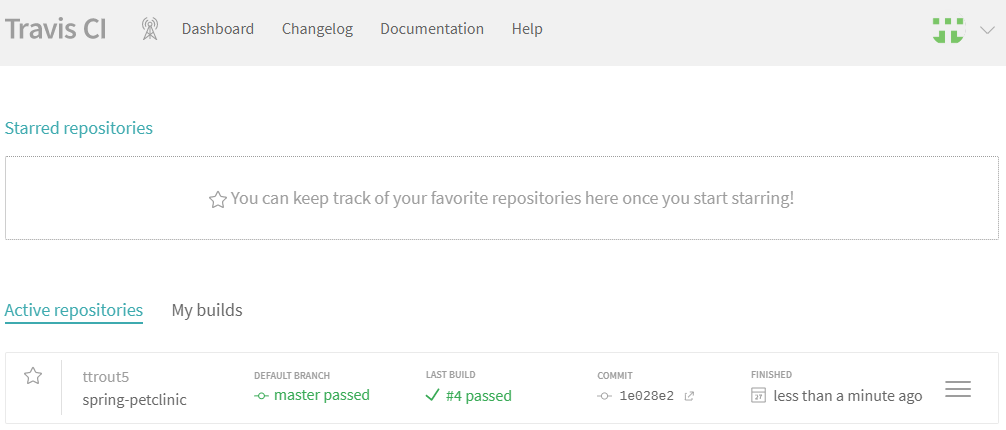 Travis CI Dashboard Changelog Documentation Help
Starred repositories
You can keep track of your favorite repositories here once you start starring!
Active repositories My builds
ttrout5 DEFAULT BRANCH LAST BUILD COMMIT FINISHED
spring-petclinic master passed #4 passed 1e028e2 less than a minute ago